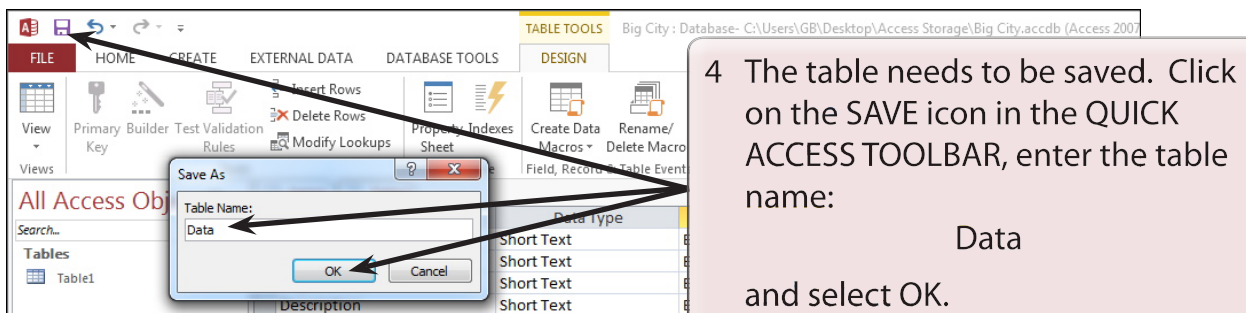 TABLE TOOLS Big City : Database- C:\Users\GB\Desktop\Access Storage\Big City.accdb (Access 2007
FILE HOME CREATE EXTERNAL DATA DATABASE TOOLS DESIGN
View
Views
Primary Key
Builder
Test Validation Rules
Insert Rows
Delete Rows
Modify Lookups
Property Sheet
Indexes
Create Data Macros
Rename/
Delete Macro
Field, Record & Table Event
All Access Obj
Search...
Tables
Table1
Save As
Table Name:
Data
OK Cancel
Data Type
Short Text
Short Text
Short Text
Description Short Text
4 The table needs to be saved. Click
on the SAVE icon in the QUICK
ACCESS TOOLBAR, enter the table
name:
Data
and select OK.